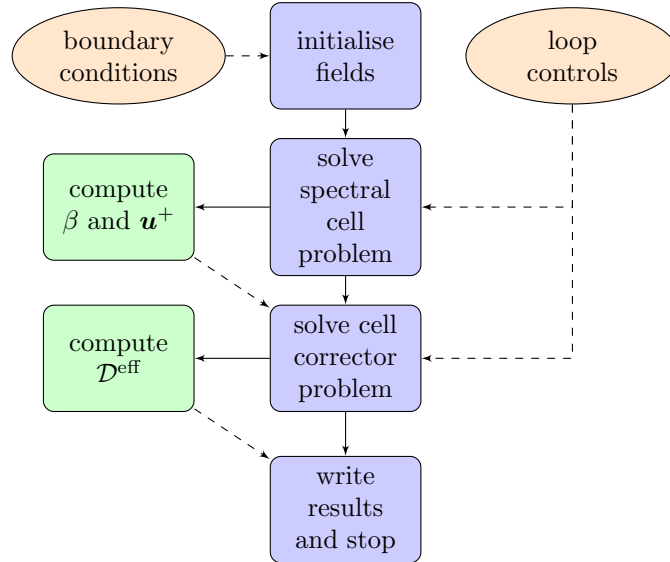 boundary
conditions
initialise
fields
loop
controls
solve
spectral
cell
problem
compute
β and 𝒖⁺
solve cell
corrector
problem
compute
𝒟ᵉᶠᶠ
write
results
and stop